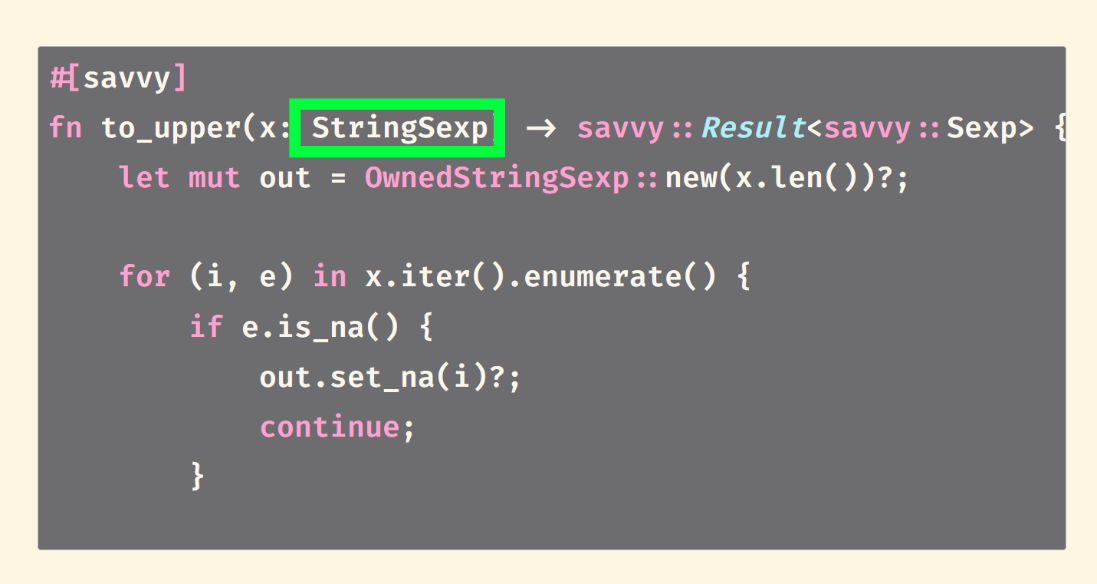 #[savvy]
fn to_upper(x: StringSexp) -> savvy::Result<savvy::Sexp> {
let mut out = OwnedStringSexp::new(x.len())?;
for (i, e) in x.iter().enumerate() {
if e.is_na() {
out.set_na(i)?;
continue;
}